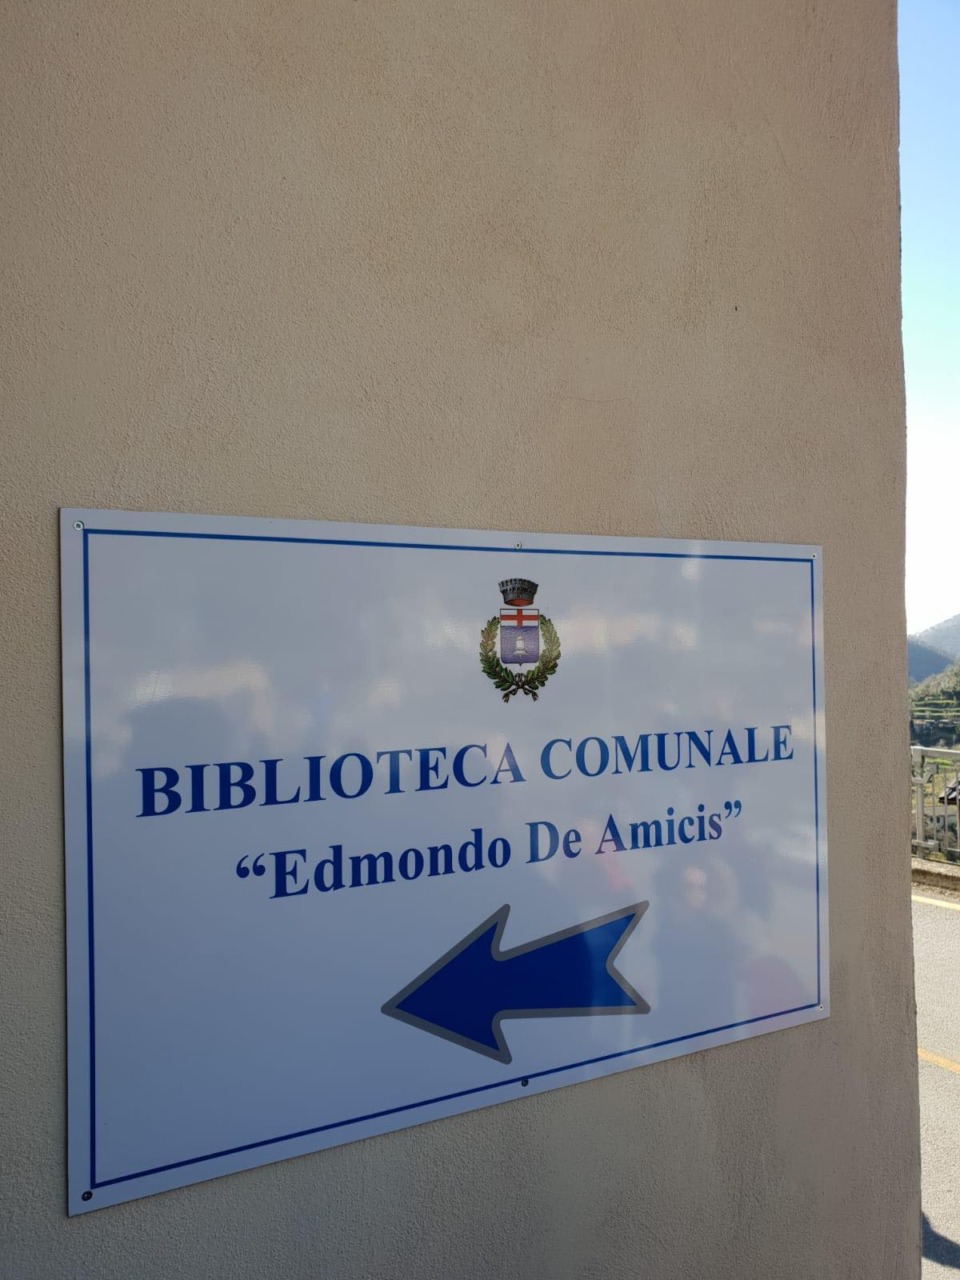 BIBLIOTECA COMUNALE
“Edmondo De Amicis”